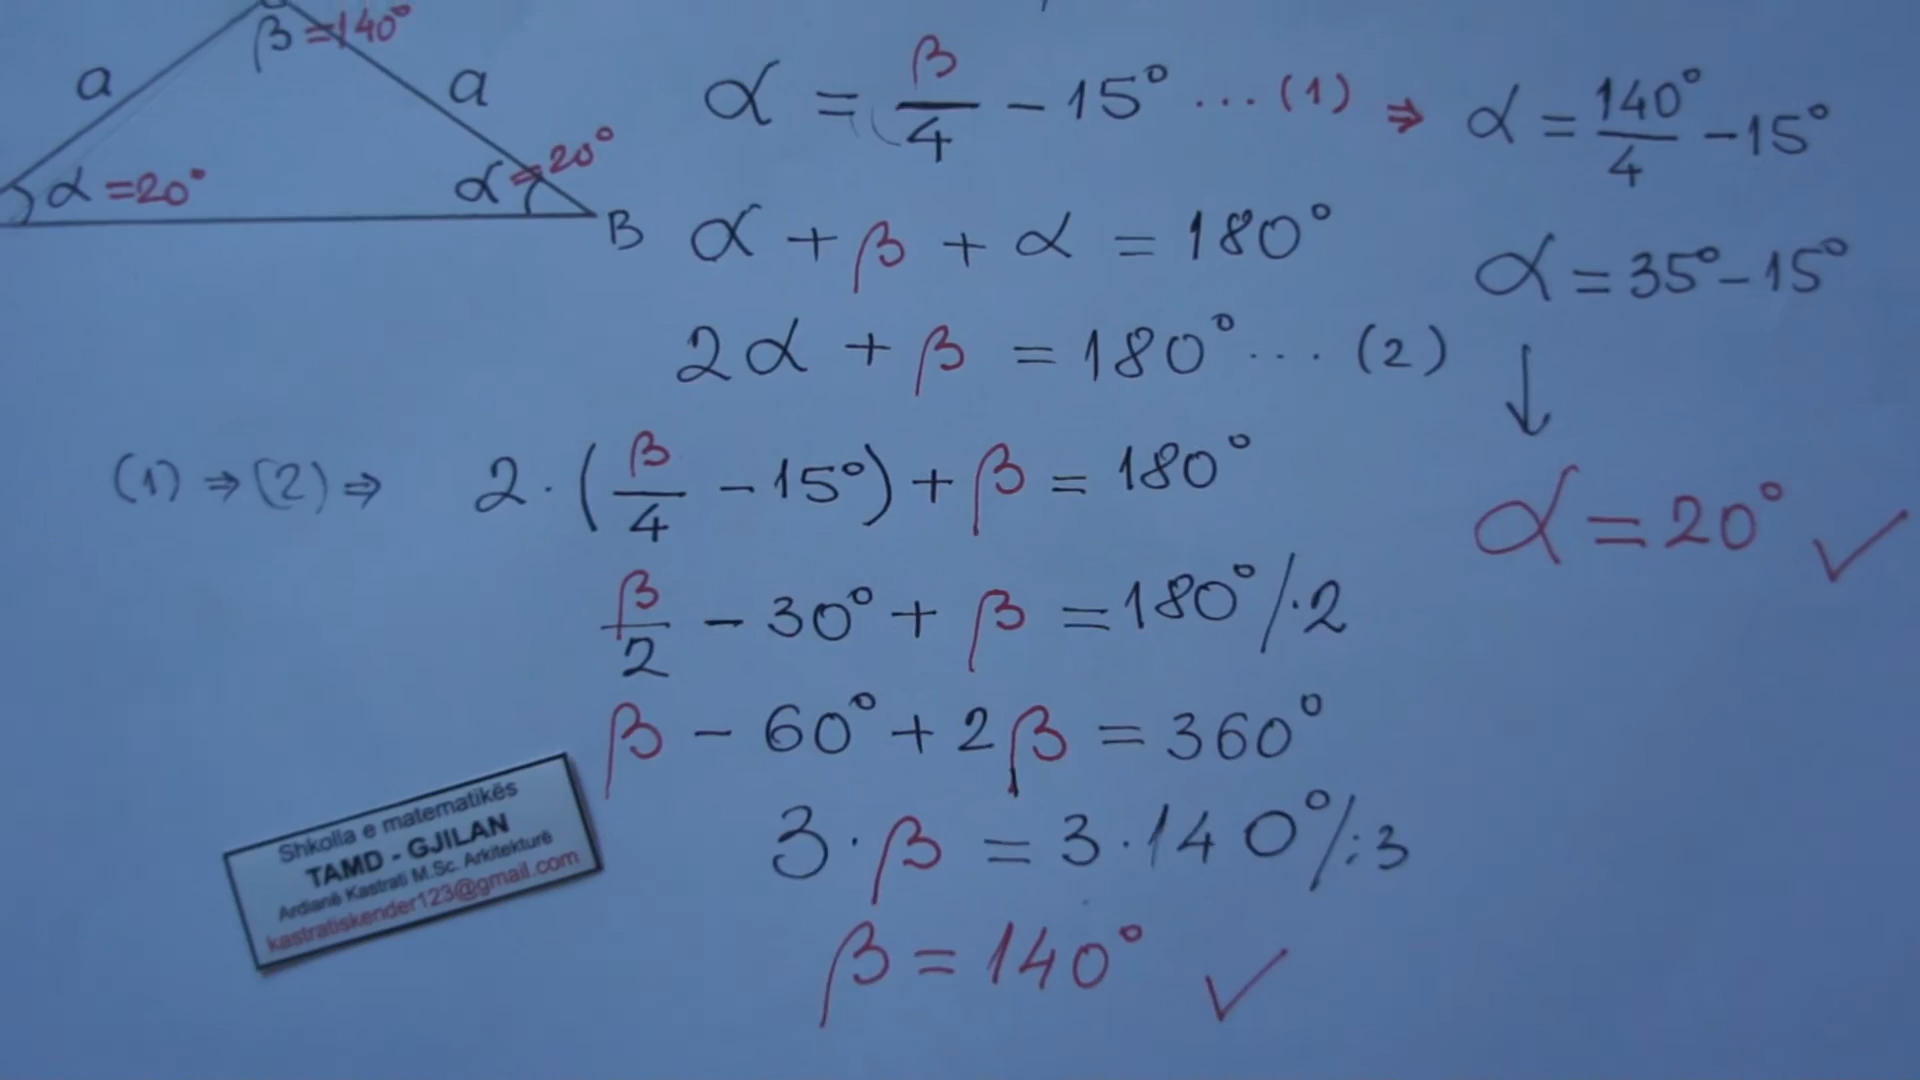 β = 140°
a
a
α = 20°
α = 20°
B
α = β/4 - 15° ... (1) ⇒ α = 140°/4 - 15°
α + β + α = 180°
α = 35° - 15°
2α + β = 180° ... (2)
↓
α = 20° ✓
(1) ⇒ (2) ⇒ 2 · (β/4 - 15°) + β = 180°
β/2 - 30° + β = 180° / · 2
β - 60° + 2β = 360°
3 · β = 3 · 140° / : 3
β = 140° ✓
Shkolla e matematikës
TAMD - GJILAN
Ardianë Kastrati M.Sc. Arkitekturë
kastratiskender123@gmail.com